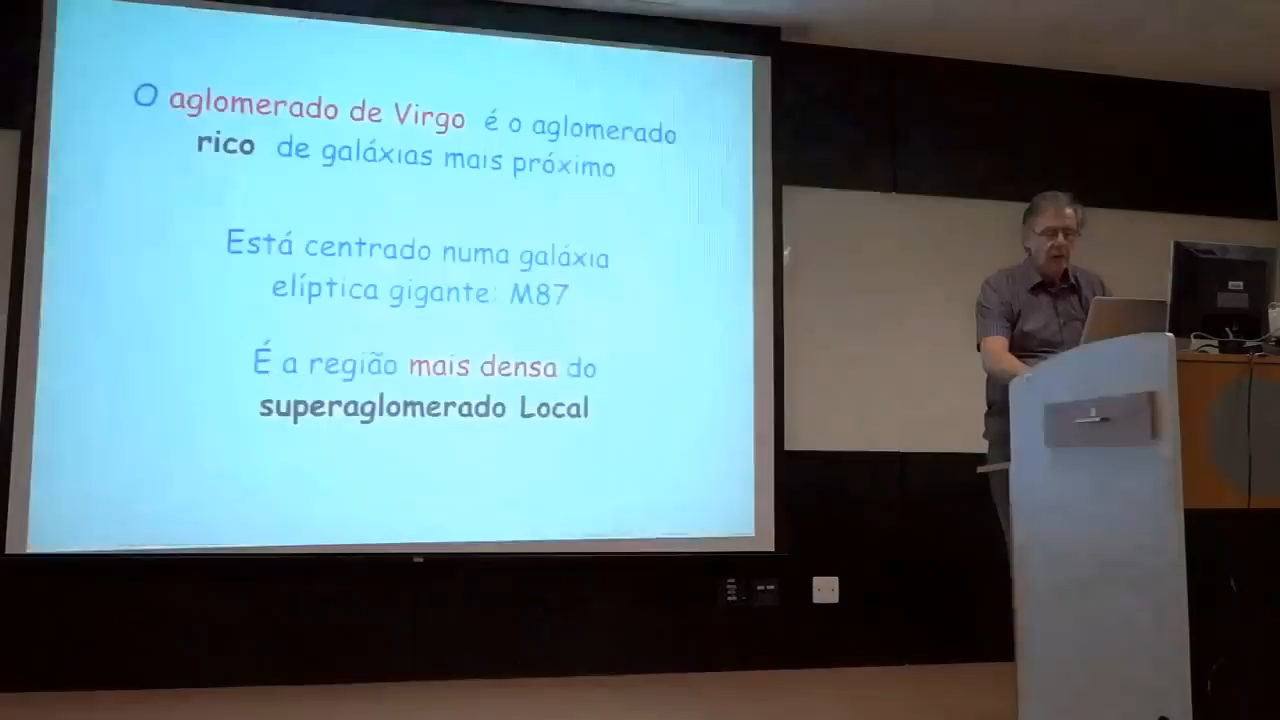 O aglomerado de Virgo é o aglomerado
rico de galáxias mais próximo
Está centrado numa galáxia
elíptica gigante: M87
É a região mais densa do
superaglomerado Local